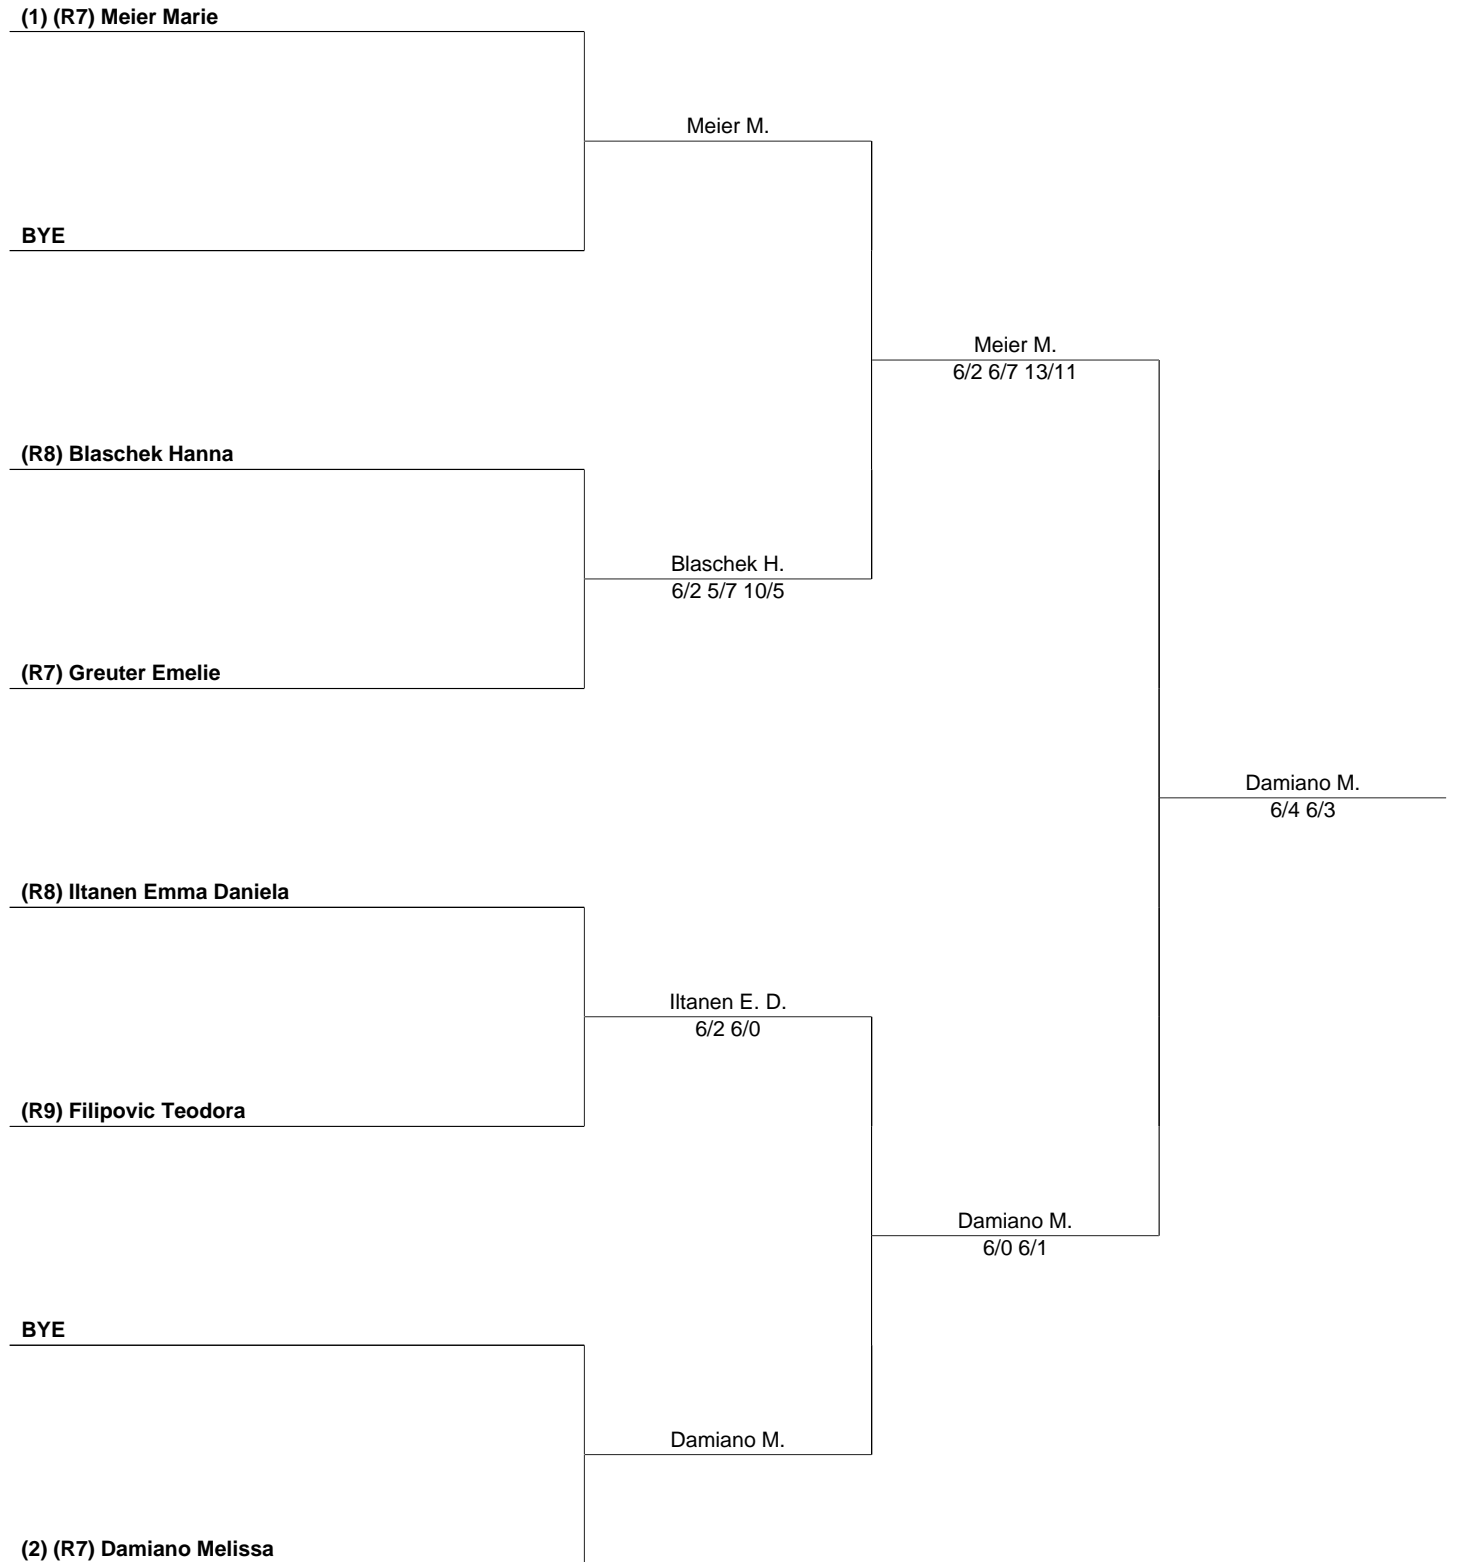 (1) (R7) Meier Marie
Meier M.
BYE
Meier M.
6/2 6/7 13/11
(R8) Blaschek Hanna
Blaschek H.
6/2 5/7 10/5
(R7) Greuter Emelie
Damiano M.
6/4 6/3
(R8) Iltanen Emma Daniela
Iltanen E. D.
6/2 6/0
(R9) Filipovic Teodora
Damiano M.
6/0 6/1
BYE
Damiano M.
(2) (R7) Damiano Melissa